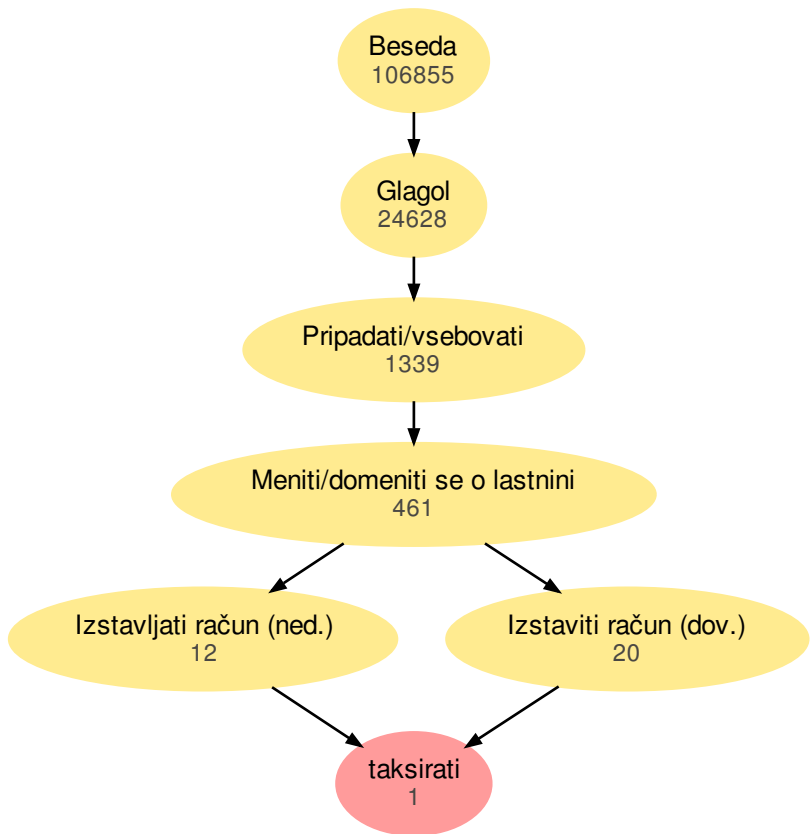 Beseda
106855
Glagol
24628
Pripadati/vsebovati
1339
Meniti/domeniti se o lastnini
461
Izstavljati račun (ned.)
12
Izstaviti račun (dov.)
20
taksirati
1